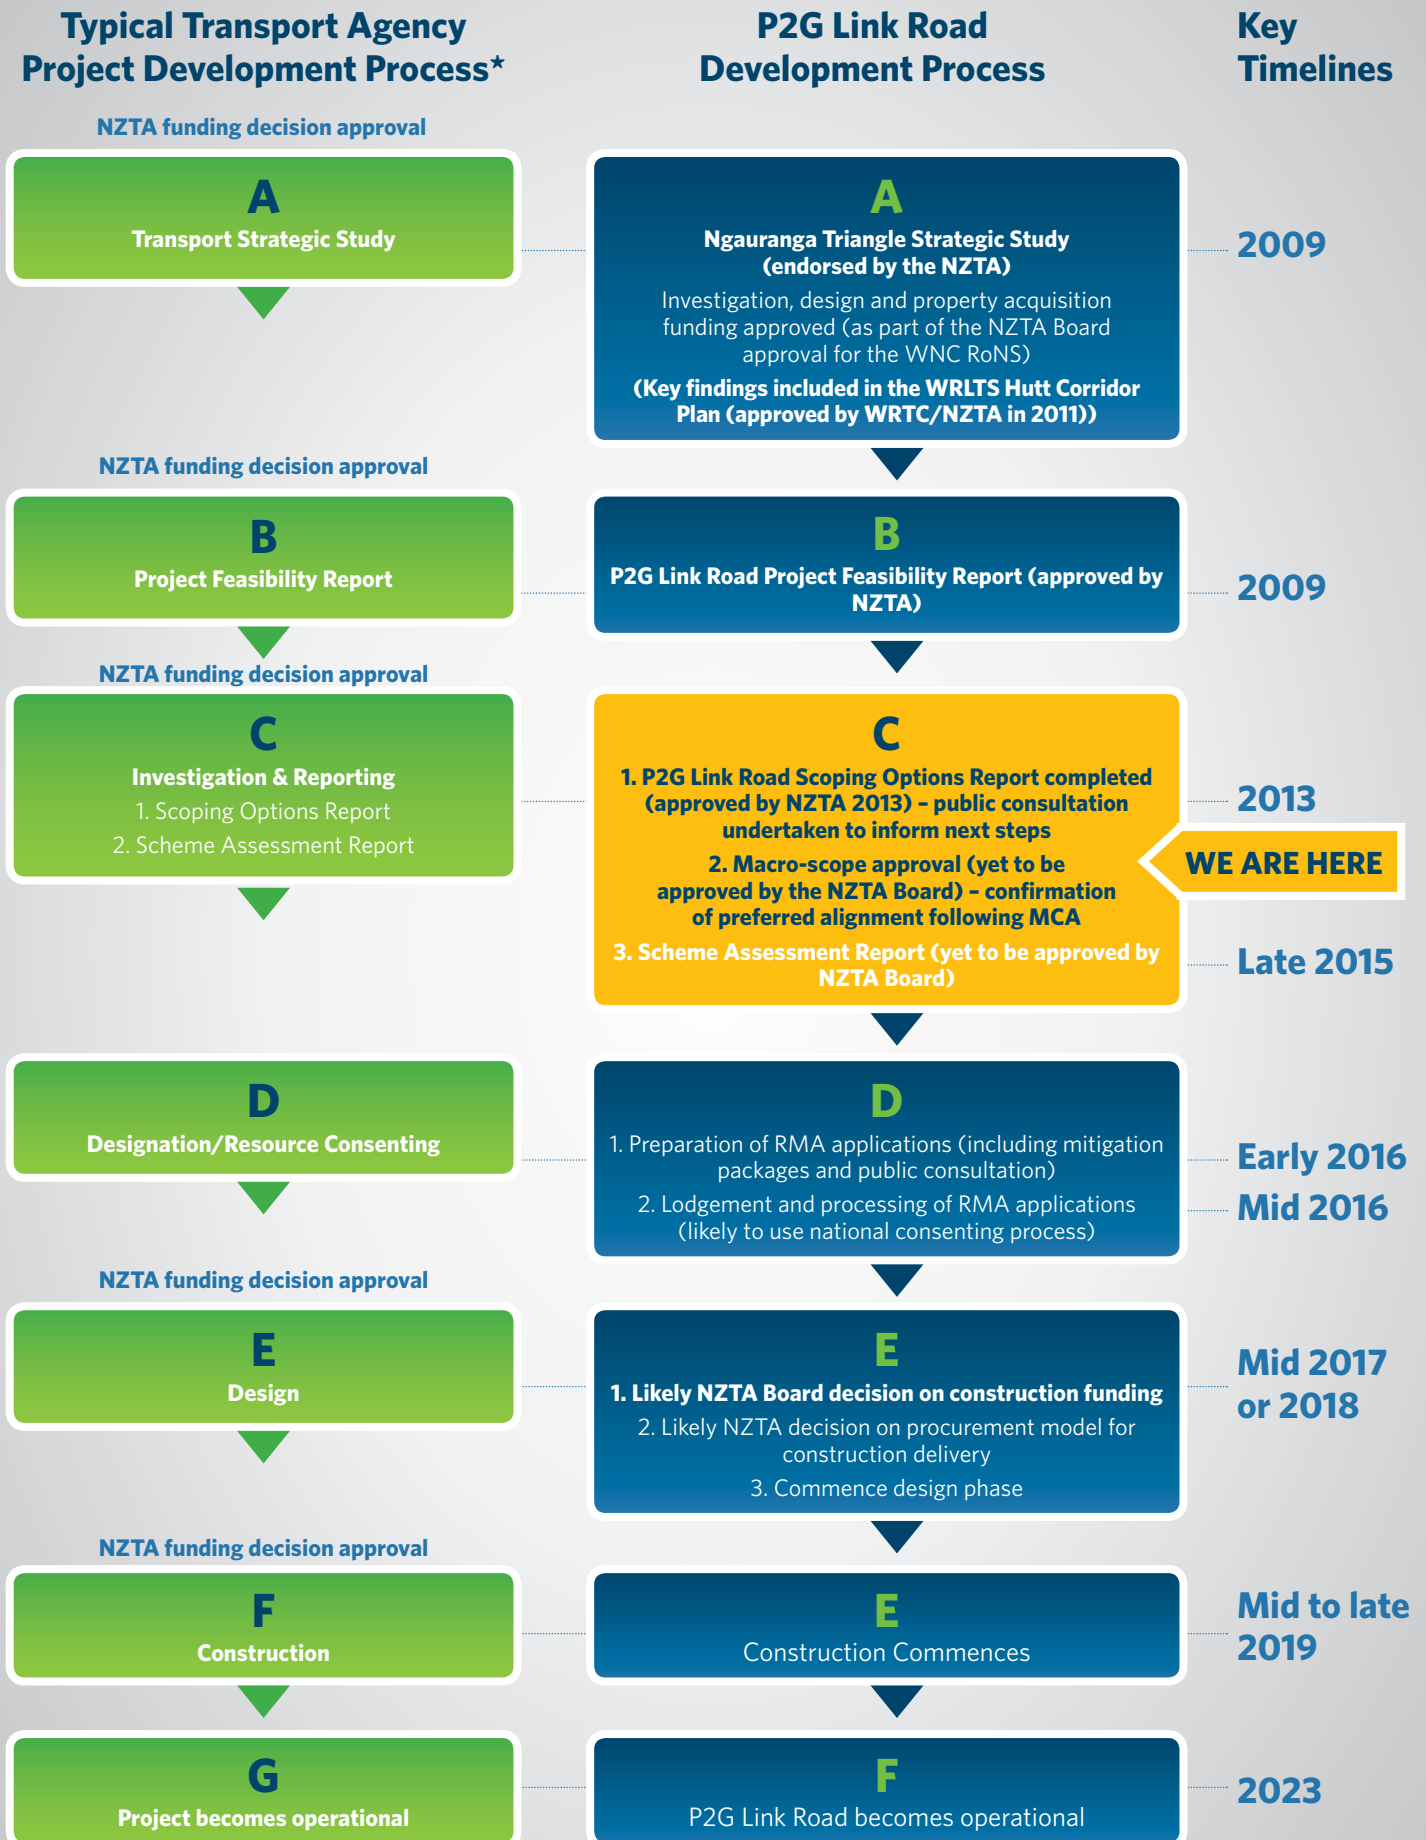 Typical Transport Agency
Project Development Process*
P2G Link Road
Development Process
Key
Timelines
NZTA funding decision approval
A
Transport Strategic Study
A
Ngauranga Triangle Strategic Study
(endorsed by the NZTA)
Investigation, design and property acquisition
funding approved (as part of the NZTA Board
approval for the WNC RoNS)
(Key findings included in the WRLTS Hutt Corridor
Plan (approved by WRTC/NZTA in 2011))
2009
NZTA funding decision approval
B
Project Feasibility Report
B
P2G Link Road Project Feasibility Report (approved by
NZTA)
2009
NZTA funding decision approval
C
Investigation & Reporting
1. Scoping Options Report
2. Scheme Assessment Report
C
1. P2G Link Road Scoping Options Report completed
(approved by NZTA 2013) – public consultation
undertaken to inform next steps
2. Macro-scope approval (yet to be
approved by the NZTA Board) – confirmation
of preferred alignment following MCA
3. Scheme Assessment Report (yet to be approved by
NZTA Board)
2013
WE ARE HERE
Late 2015
D
Designation/Resource Consenting
D
1. Preparation of RMA applications (including mitigation
packages and public consultation)
2. Lodgement and processing of RMA applications
(likely to use national consenting process)
Early 2016
Mid 2016
NZTA funding decision approval
E
Design
E
1. Likely NZTA Board decision on construction funding
2. Likely NZTA decision on procurement model for
construction delivery
3. Commence design phase
Mid 2017
or 2018
NZTA funding decision approval
F
Construction
E
Construction Commences
Mid to late
2019
G
Project becomes operational
F
P2G Link Road becomes operational
2023